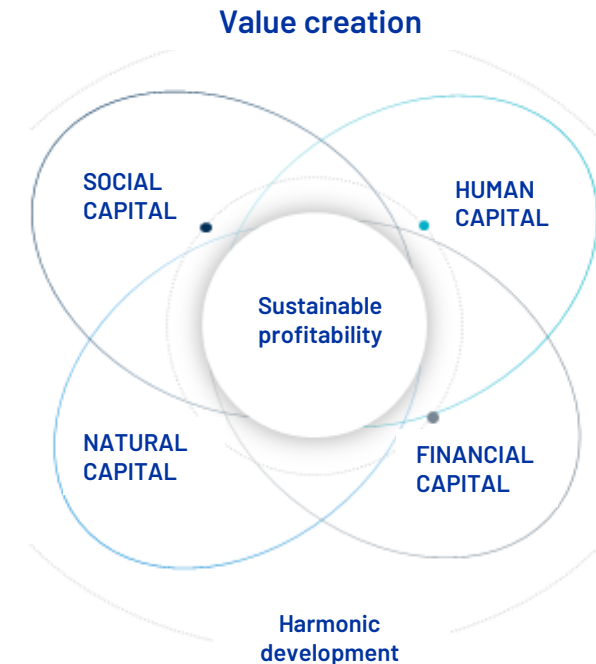 Value creation
SOCIAL
CAPITAL
HUMAN
CAPITAL
Sustainable
profitability
NATURAL
CAPITAL
FINANCIAL
CAPITAL
Harmonic
development